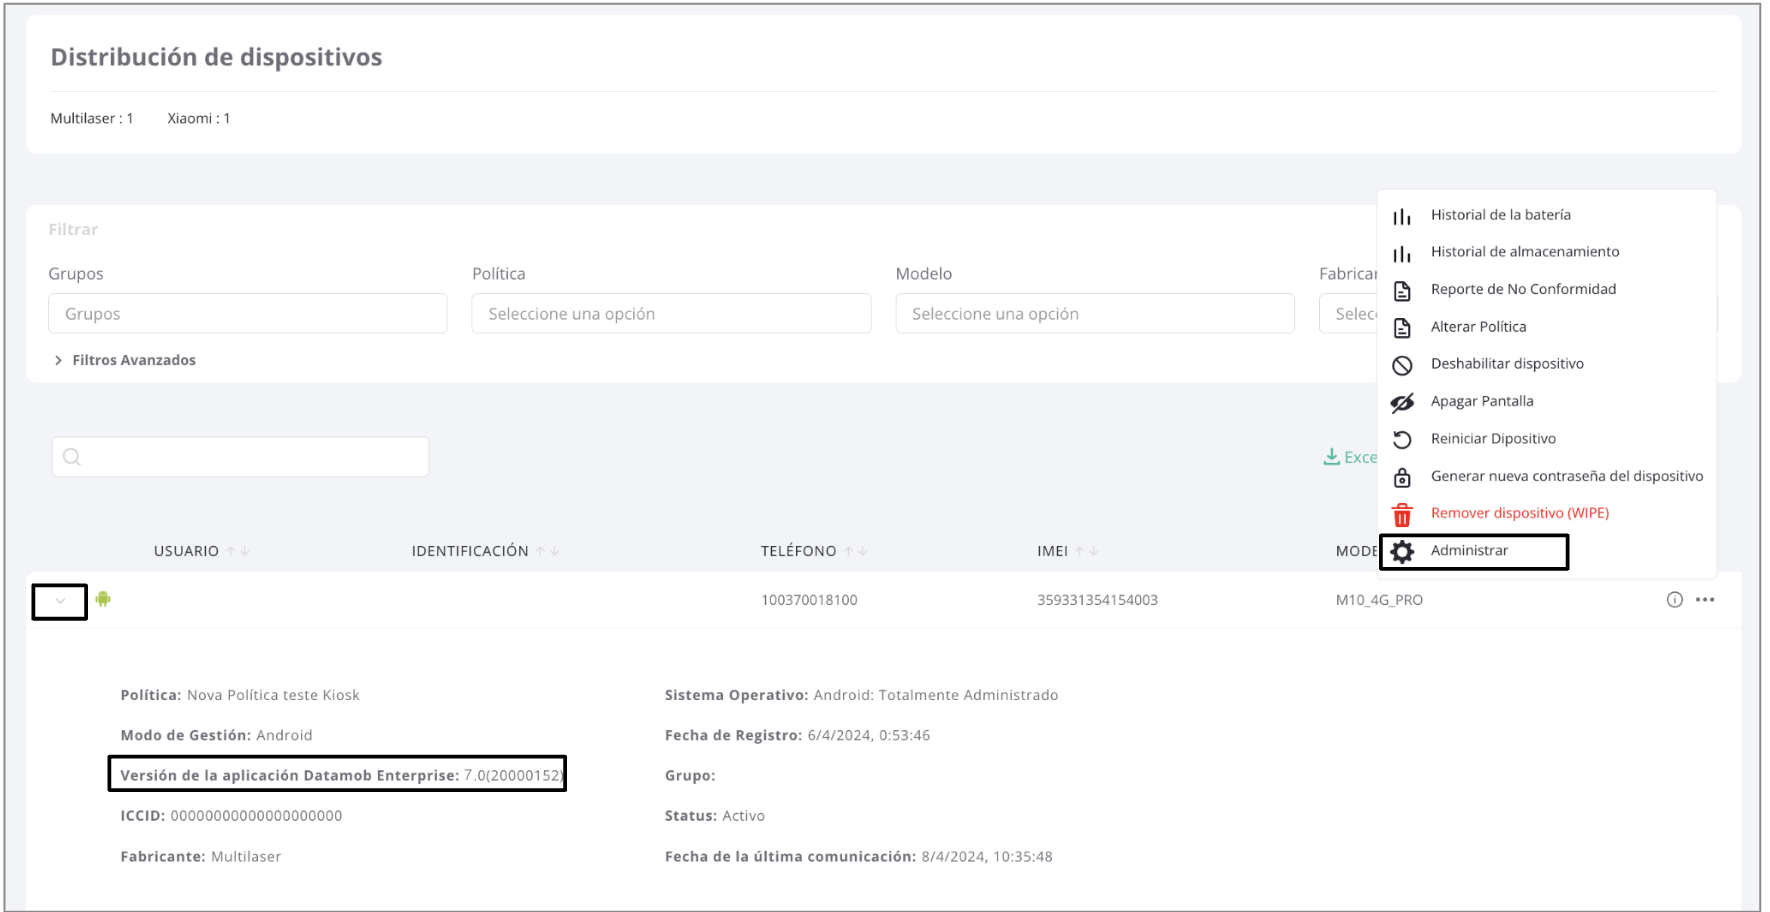 Distribución de dispositivos
Multilaser : 1 Xiaomi : 1
Filtrar
Grupos Política Modelo
Grupos Seleccione una opción Seleccione una opción
Filtros Avanzados
Historial de la batería
Historial de almacenamiento
Reporte de No Conformidad
Alterar Política
Deshabilitar dispositivo
Apagar Pantalla
Reiniciar Dipositivo
Generar nueva contraseña del dispositivo
Remover dispositivo (WIPE)
Administrar
USUARIO IDENTIFICACIÓN TELÉFONO IMEI
100370018100 359331354154003 M10_4G_PRO
Política: Nova Política teste Kiosk Sistema Operativo: Android: Totalmente Administrado
Modo de Gestión: Android Fecha de Registro: 6/4/2024, 0:53:46
Versión de la aplicación Datamob Enterprise: 7.0(20000152) Grupo:
ICCID: 00000000000000000000 Status: Activo
Fabricante: Multilaser Fecha de la última comunicación: 8/4/2024, 10:35:48